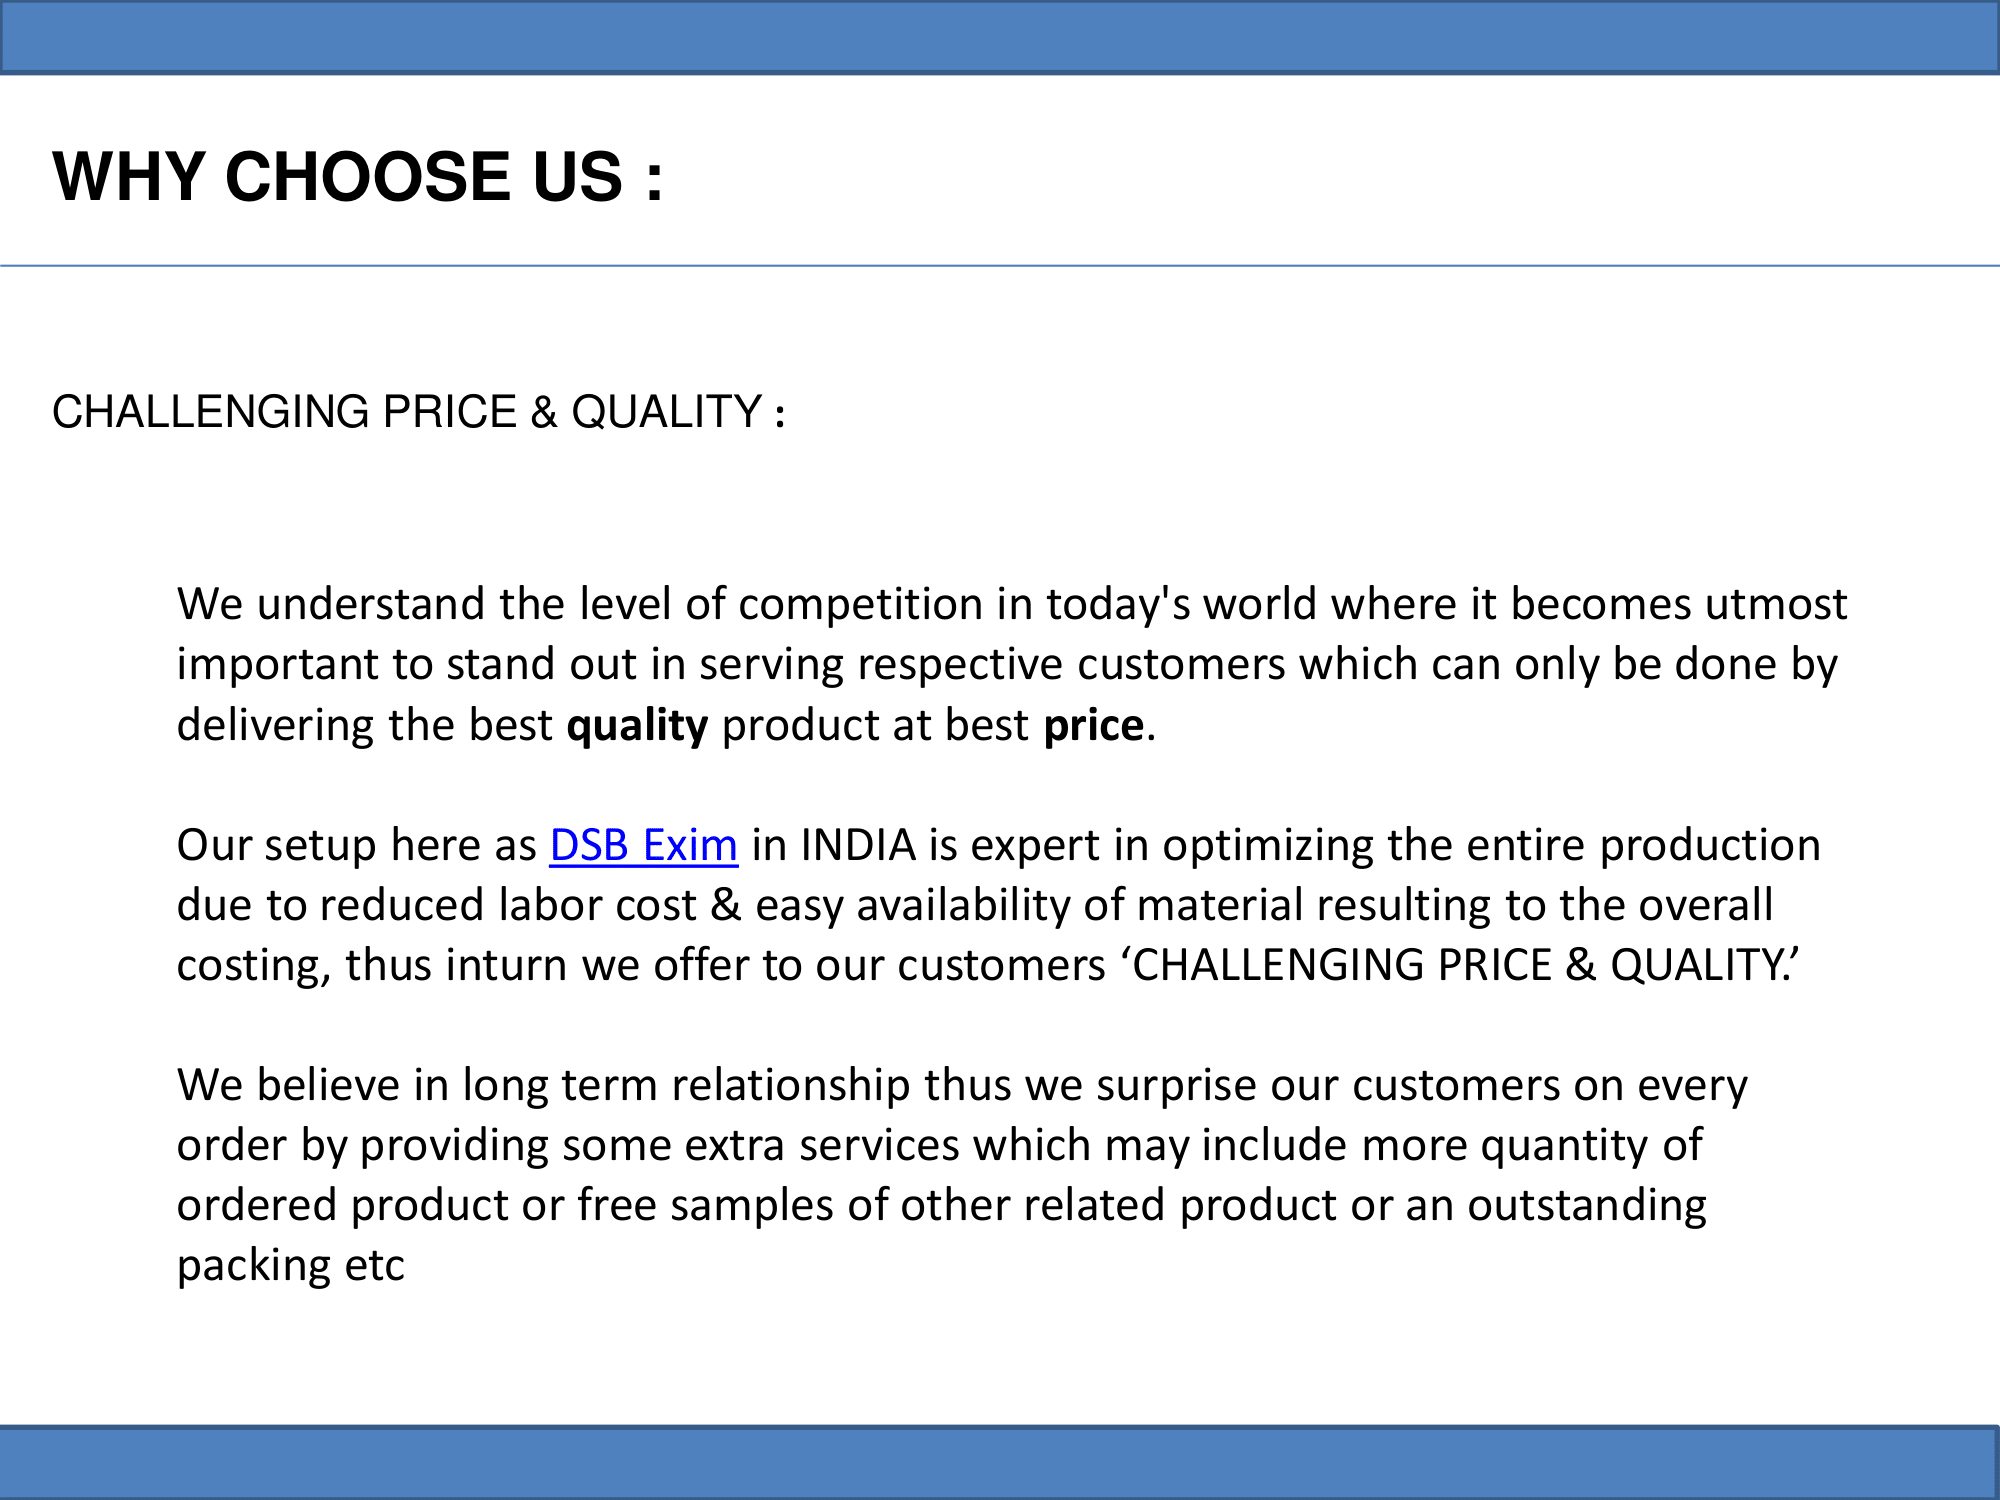 WHY CHOOSE US :
CHALLENGING PRICE & QUALITY :
We understand the level of competition in today's world where it becomes utmost
important to stand out in serving respective customers which can only be done by
delivering the best quality product at best price.
Our setup here as DSB Exim in INDIA is expert in optimizing the entire production
due to reduced labor cost & easy availability of material resulting to the overall
costing, thus inturn we offer to our customers ‘CHALLENGING PRICE & QUALITY.’
We believe in long term relationship thus we surprise our customers on every
order by providing some extra services which may include more quantity of
ordered product or free samples of other related product or an outstanding
packing etc